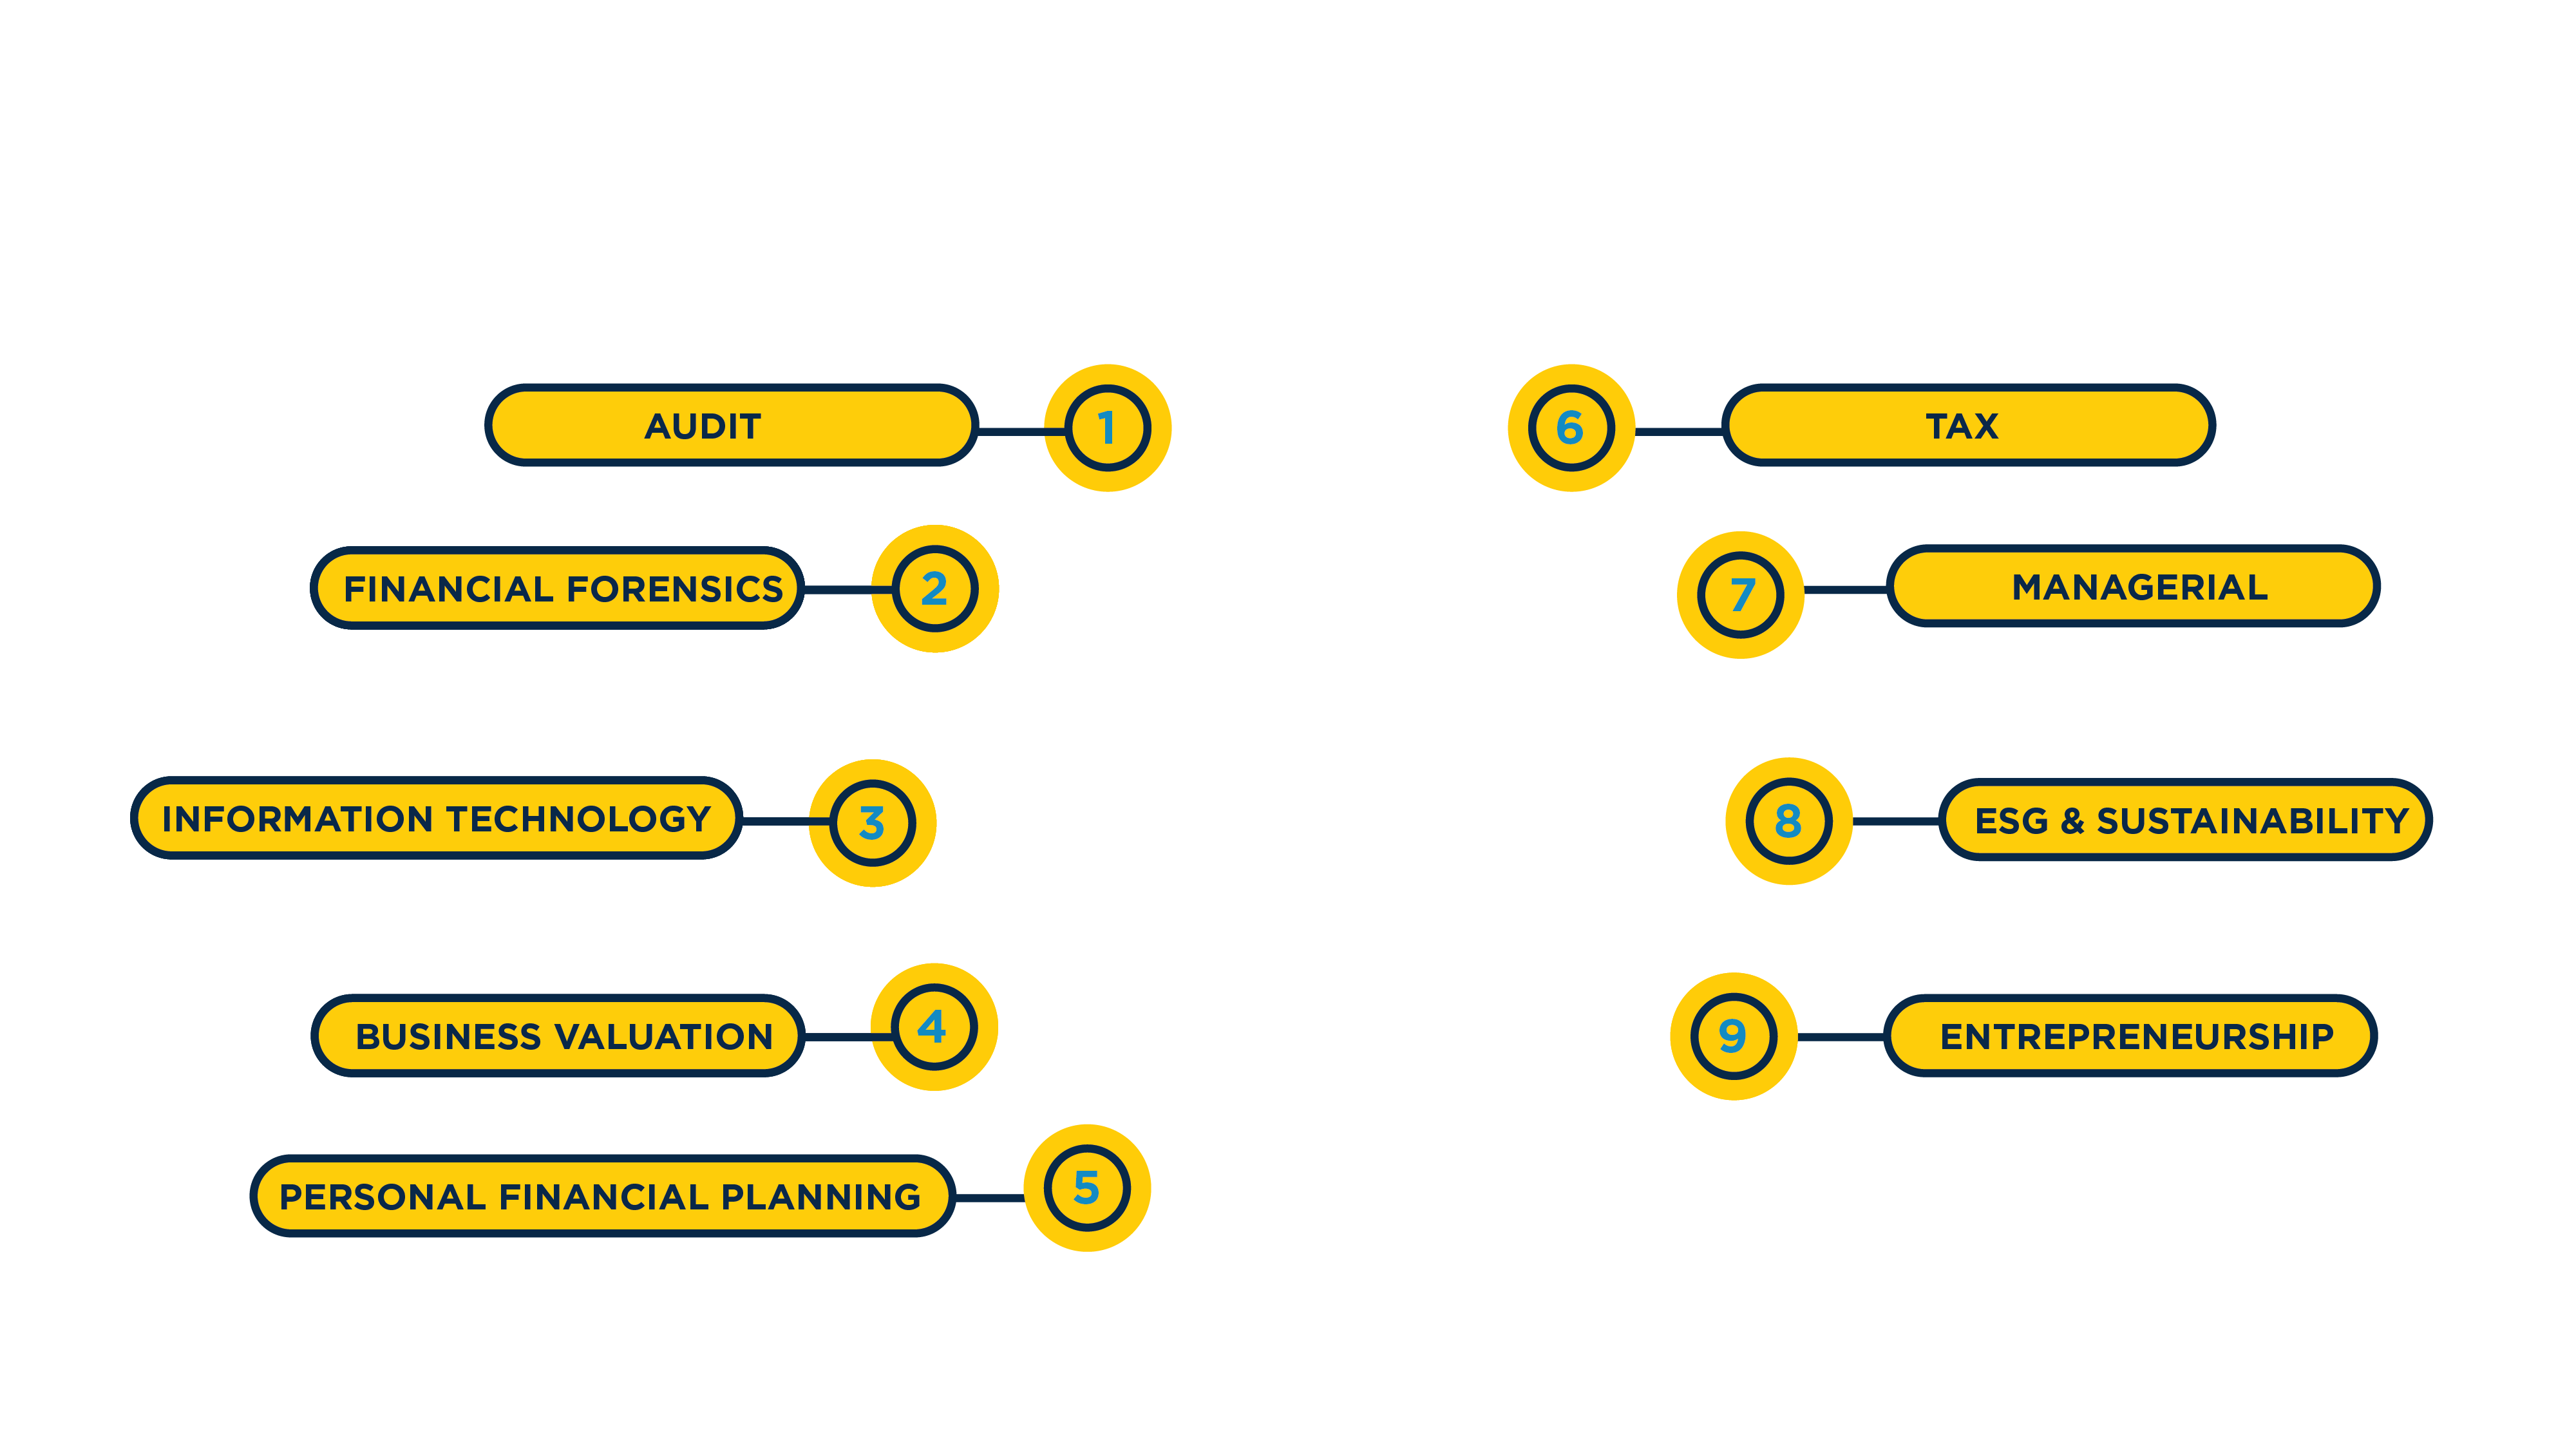 AUDIT
1
FINANCIAL FORENSICS
2
INFORMATION TECHNOLOGY
3
BUSINESS VALUATION
4
PERSONAL FINANCIAL PLANNING
5
6
TAX
7
MANAGERIAL
8
ESG & SUSTAINABILITY
9
ENTREPRENEURSHIP